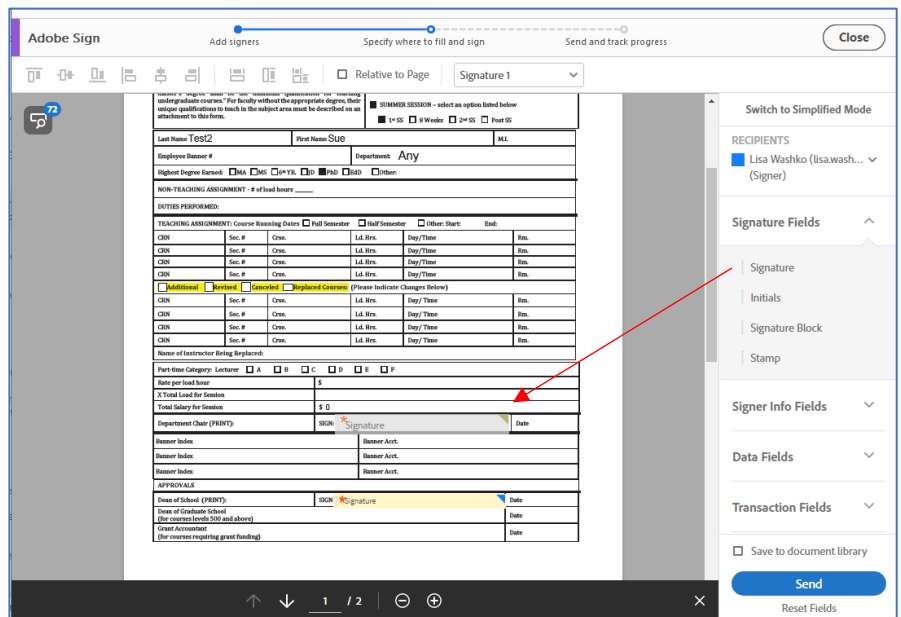 Adobe Sign
Add signers
Specify where to fill and sign
Send and track progress
Close
Relative to Page
Signature 1
72
undergraduate courses." For faculty without the appropriate degree, their
unique qualifications to teach in the subject area must be described on an
attachment to this form.
SUMMER SESSION – select an option listed below
1st SS 8 Weeks 2nd SS Post SS
Last Name Test2 First Name Sue M.I.
Employee Banner # Department Any
Highest Degree Earned: MA MS 6th YR. JD PhD EdD Other:
NON-TEACHING ASSIGNMENT - # of load hours _____
DUTIES PERFORMED:
TEACHING ASSIGNMENT: Course Running Dates Full Semester Half Semester Other: Start: End:
CRN Sec. # Crse. Ld. Hrs. Day/Time Rm.
CRN Sec. # Crse. Ld. Hrs. Day/Time Rm.
CRN Sec. # Crse. Ld. Hrs. Day/Time Rm.
CRN Sec. # Crse. Ld. Hrs. Day/Time Rm.
Additional Revised Canceled Replaced Courses: (Please Indicate Changes Below)
CRN Sec. # Crse. Ld. Hrs. Day/Time Rm.
CRN Sec. # Crse. Ld. Hrs. Day/Time Rm.
CRN Sec. # Crse. Ld. Hrs. Day/Time Rm.
CRN Sec. # Crse. Ld. Hrs. Day/Time Rm.
Name of Instructor Being Replaced:
Part-time Category: Lecturer A B C D E F
Rate per load hour $
X Total Load for Session
Total Salary for Session $ 0
Department Chair (PRINT): SIGN: *Signature Date
Banner Index Banner Acct.
Banner Index Banner Acct.
Banner Index Banner Acct.
APPROVALS
Dean of School (PRINT): SIGN *Signature Date
Dean of Graduate School
(for courses levels 500 and above) Date
Grant Accountant
(for courses requiring grant funding) Date
1 / 2
Switch to Simplified Mode
RECIPIENTS
Lisa Washko (lisa.wash...
(Signer)
Signature Fields
Signature
Initials
Signature Block
Stamp
Signer Info Fields
Data Fields
Transaction Fields
Save to document library
Send
Reset Fields